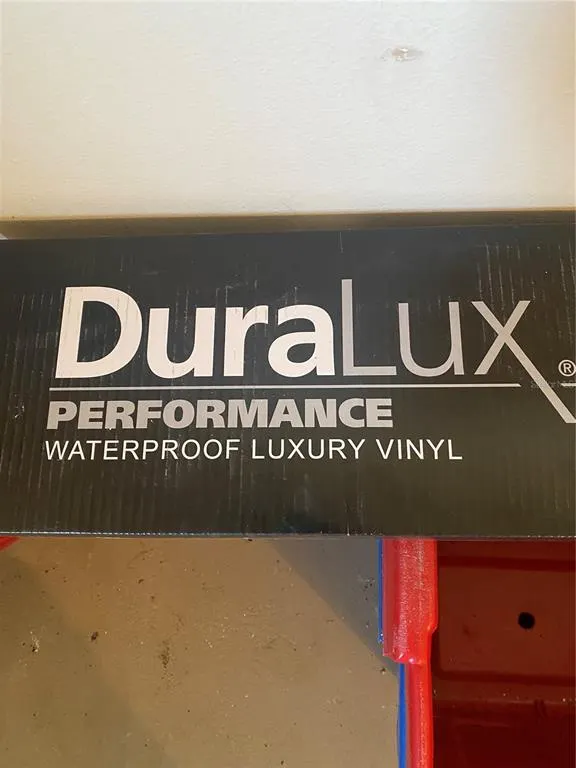 DuraLux®
PERFORMANCE
WATERPROOF LUXURY VINYL